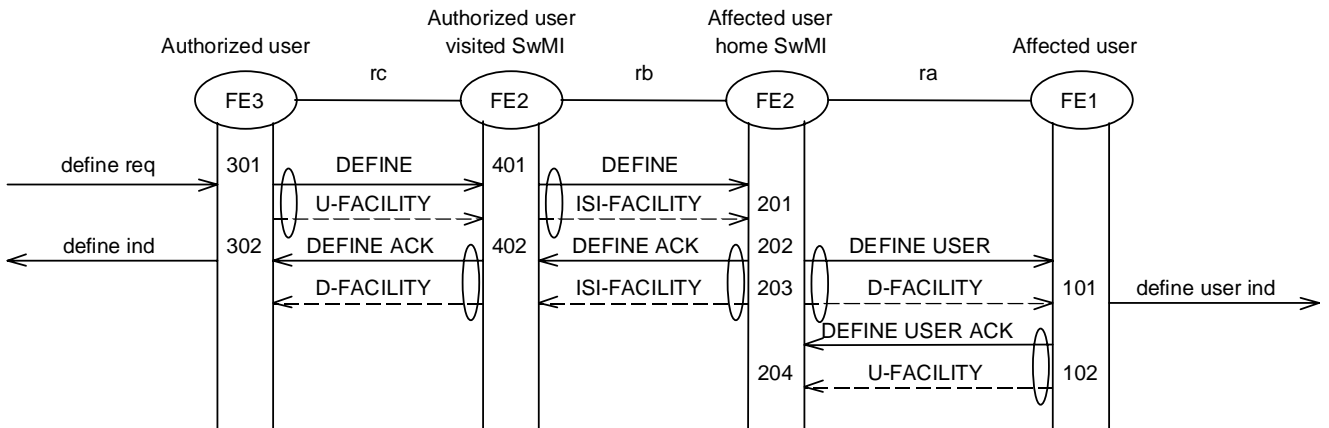 Authorized user
Authorized user
visited SwMI
Affected user
home SwMI
Affected user
rc
rb
ra
FE3
FE2
FE2
FE1
define req
301
DEFINE
401
DEFINE
U-FACILITY
ISI-FACILITY
201
define ind
302
DEFINE ACK
402
DEFINE ACK
202
DEFINE USER
D-FACILITY
ISI-FACILITY
203
D-FACILITY
101
define user ind
DEFINE USER ACK
204
U-FACILITY
102